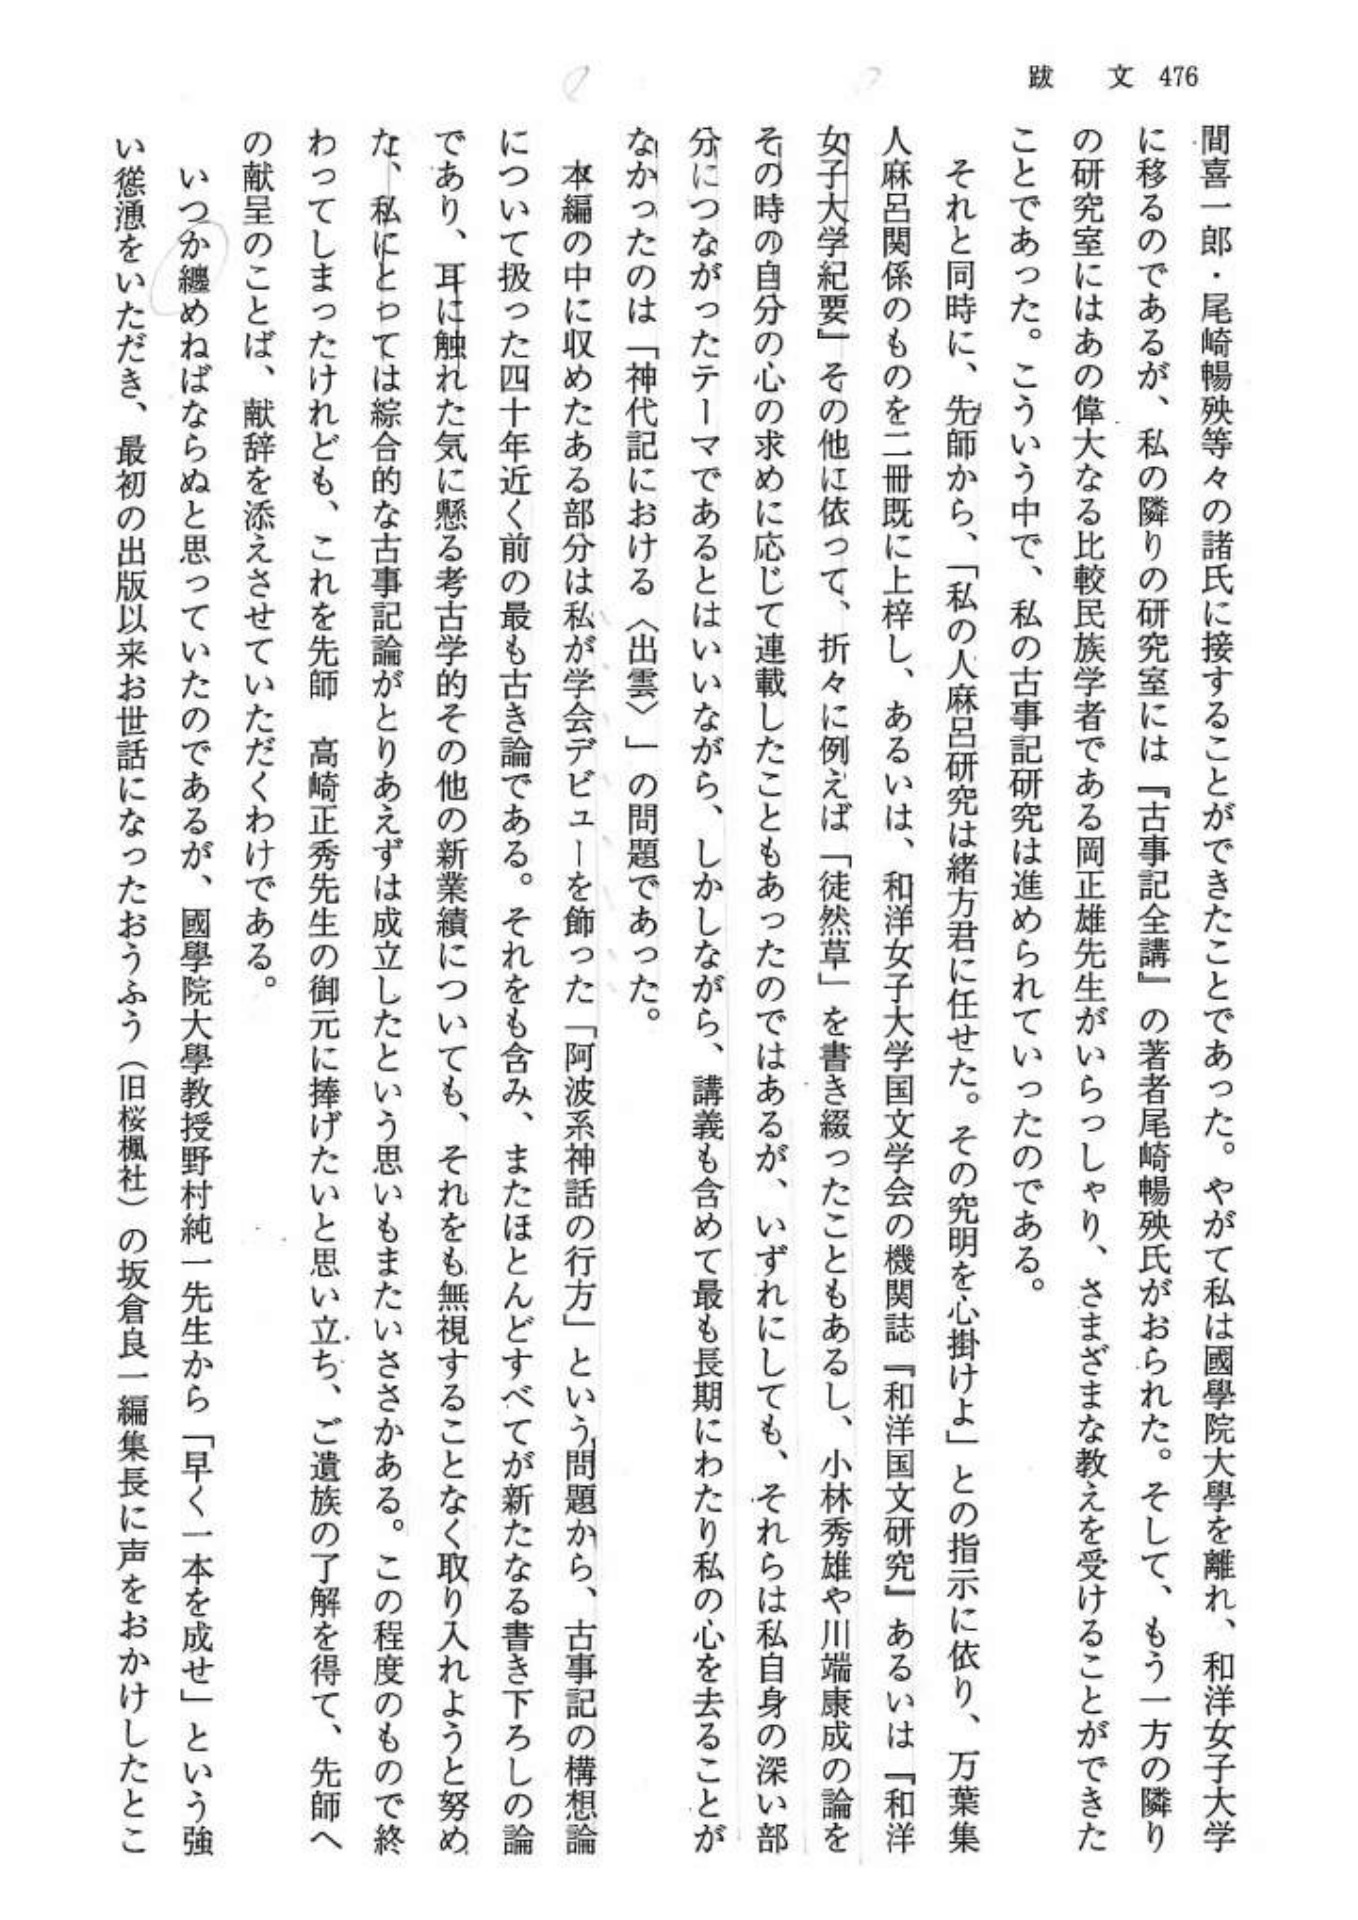 跋　文 476
間喜一郎・尾崎暢殃等々の諸氏に接することができたことであった。やがて私は國學院大學を離れ、和洋女子大学
に移るのであるが、私の隣りの研究室には『古事記全講』の著者尾崎暢殃氏がおられた。そして、もう一方の隣り
の研究室にはあの偉大なる比較民族学者である岡正雄先生がいらっしゃり、さまざまな教えを受けることができた
ことであった。こういう中で、私の古事記研究は進められていったのである。
　それと同時に、先師から、「私の人麻呂研究は緒方君に任せた。その究明を心掛けよ」との指示に依り、万葉集
人麻呂関係のものを二冊既に上梓し、あるいは、和洋女子大学国文学会の機関誌『和洋国文研究』あるいは『和洋
女子大学紀要』その他に依って、折々に例えば「徒然草」を書き綴ったこともあるし、小林秀雄や川端康成の論を
その時の自分の心の求めに応じて連載したこともあったのではあるが、いずれにしても、それらは私自身の深い部
分につながったテーマであるとはいいながら、しかしながら、講義も含めて最も長期にわたり私の心を去ることが
なかったのは「神代記における〈出雲〉」の問題であった。
　本編の中に収めたある部分は私が学会デビューを飾った「阿波系神話の行方」という問題から、古事記の構想論
について扱った四十年近く前の最も古き論である。それをも含み、またほとんどすべてが新たなる書き下ろしの論
であり、耳に触れた気に懸る考古学的その他の新業績についても、それをも無視することなく取り入れようと努め
た、私にとっては綜合的な古事記論がとりあえずは成立したという思いもまたいささかある。この程度のもので終
わってしまったけれども、これを先師　高崎正秀先生の御元に捧げたいと思い立ち、ご遺族の了解を得て、先師へ
の献呈のことば、献辞を添えさせていただくわけである。
　いつか纏めねばならぬと思っていたのであるが、國學院大學教授野村純一先生から「早く一本を成せ」という強
い慫慂をいただき、最初の出版以来お世話になったおうふう（旧桜楓社）の坂倉良一編集長に声をおかけしたとこ